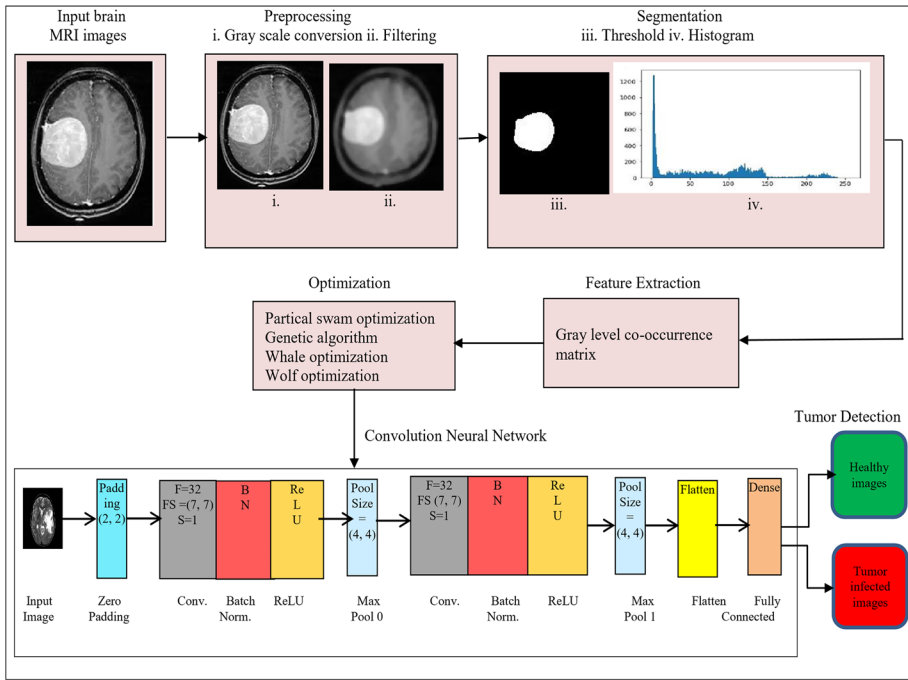 Input brain
MRI images
Preprocessing
i. Gray scale conversion ii. Filtering
Segmentation
iii. Threshold iv. Histogram
i.
ii.
iii.
1200
1000
800
600
400
200
0
0
50
100
150
200
250
iv.
Optimization
Partical swam optimization
Genetic algorithm
Whale optimization
Wolf optimization
Feature Extraction
Gray level co-occurrence
matrix
Convolution Neural Network
Tumor Detection
Padd
ing
(2, 2)
F=32
FS =(7, 7)
S=1
B
N
Re
L
U
Pool
Size
=
(4, 4)
F=32
FS =(7, 7)
S=1
B
N
Re
L
U
Pool
Size
=
(4, 4)
Flatten
Dense
Healthy
images
Tumor
infected
images
Input
Image
Zero
Padding
Conv.
Batch
Norm.
ReLU
Max
Pool 0
Conv.
Batch
Norm.
ReLU
Max
Pool 1
Flatten
Fully
Connected